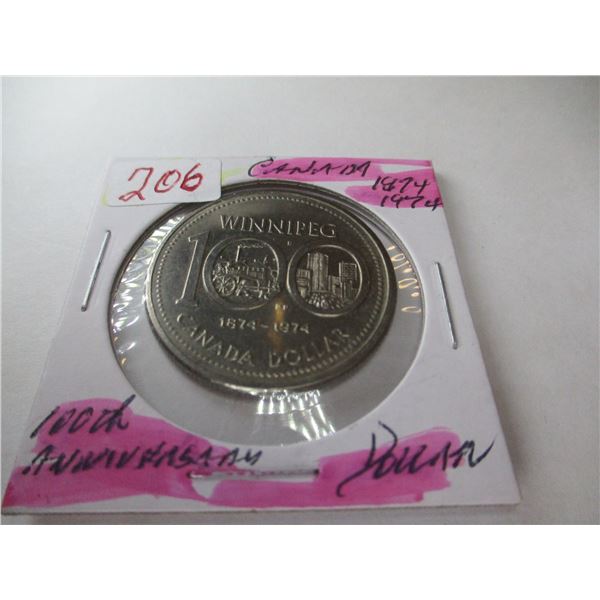 206
CANADA
1874
1974
WINNIPEG
100
1874-1974
CANADA DOLLAR
100th
ANNIVERSARY
DOLLAR